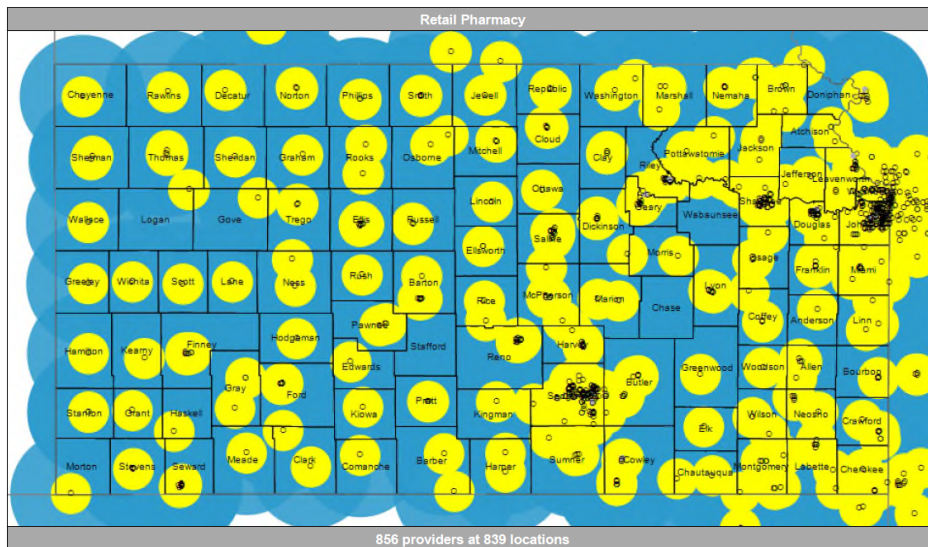 Retail Pharmacy
Cheyenne Rawlins Decatur Norton Phillips Smith Jewell Republic Washington Marshall Nemaha Brown Doniphan
Atchison
Sherman Thomas Sheridan Graham Rooks Osborne Mitchell Cloud Clay Riley Pottawatomie Jackson
Jefferson Leavenworth
Wallace Logan Gove Trego Ellis Russell Lincoln Ottawa Geary Wabaunsee
Saline Dickinson Douglas
Ellsworth Morris
Greeley Wichita Scott Lane Ness Rush Barton Osage Franklin Miami
Rice McPherson Marion Lyon
Pawnee Chase Coffey Anderson Linn
Hamilton Kearny Finney Hodgeman Stafford Reno Harvey
Edwards
Gray Ford Butler Greenwood Woodson Allen Bourbon
Stanton Grant Haskell Kiowa Pratt Kingman
Wilson Neosho Crawford
Elk
Morton Stevens Seward Meade Clark Comanche Barber Harper Sumner Cowley Chautauqua Montgomery Labette Cherokee
856 providers at 839 locations